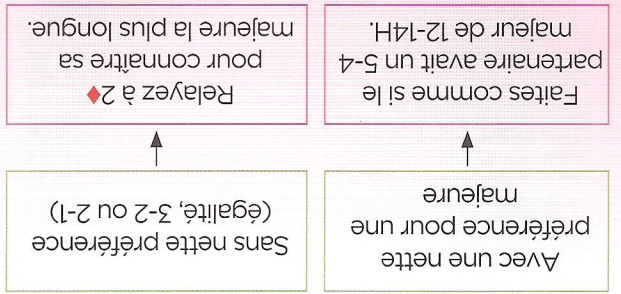 Avec une nette
préférence pour une
majeure
Sans nette préférence
(égalité, 3-2 ou 2-1)
Faites comme si le
partenaire avait un 5-4
majeur de 12-14H.
Relayez à 2♦
pour connaître sa
majeure la plus longue.